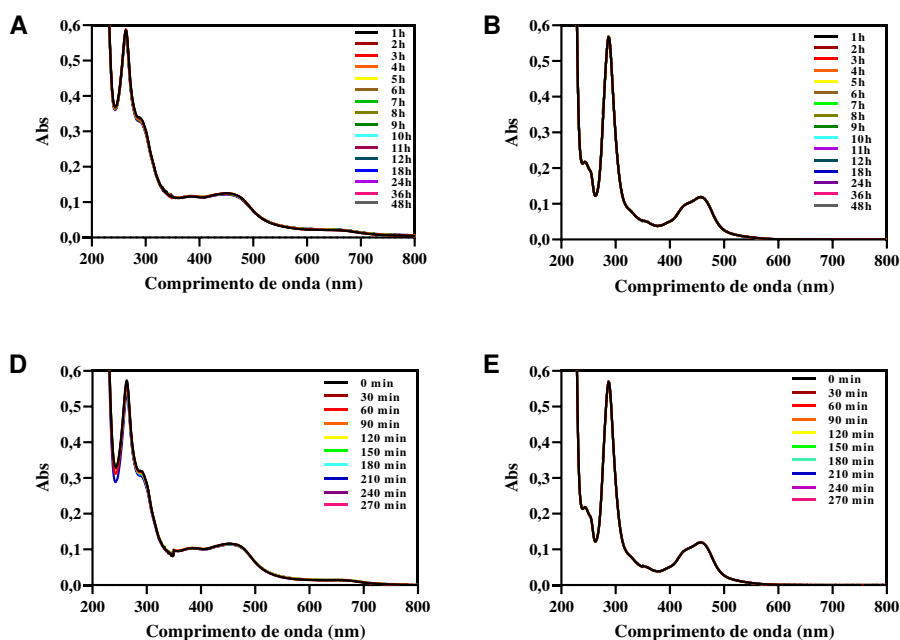 A
0,6
0,5
0,4
0,3
0,2
0,1
0,0
Abs
200 300 400 500 600 700 800
Comprimento de onda (nm)
1h
2h
3h
4h
5h
6h
7h
8h
9h
10h
11h
12h
18h
24h
36h
48h
B
0,6
0,5
0,4
0,3
0,2
0,1
0,0
Abs
200 300 400 500 600 700 800
Comprimento de onda (nm)
1h
2h
3h
4h
5h
6h
7h
8h
9h
10h
11h
12h
18h
24h
36h
48h
D
0,6
0,5
0,4
0,3
0,2
0,1
0,0
Abs
200 300 400 500 600 700 800
Comprimento de onda (nm)
0 min
30 min
60 min
90 min
120 min
150 min
180 min
210 min
240 min
270 min
E
0,6
0,5
0,4
0,3
0,2
0,1
0,0
Abs
200 300 400 500 600 700 800
Comprimento de onda (nm)
0 min
30 min
60 min
90 min
120 min
150 min
180 min
210 min
240 min
270 min